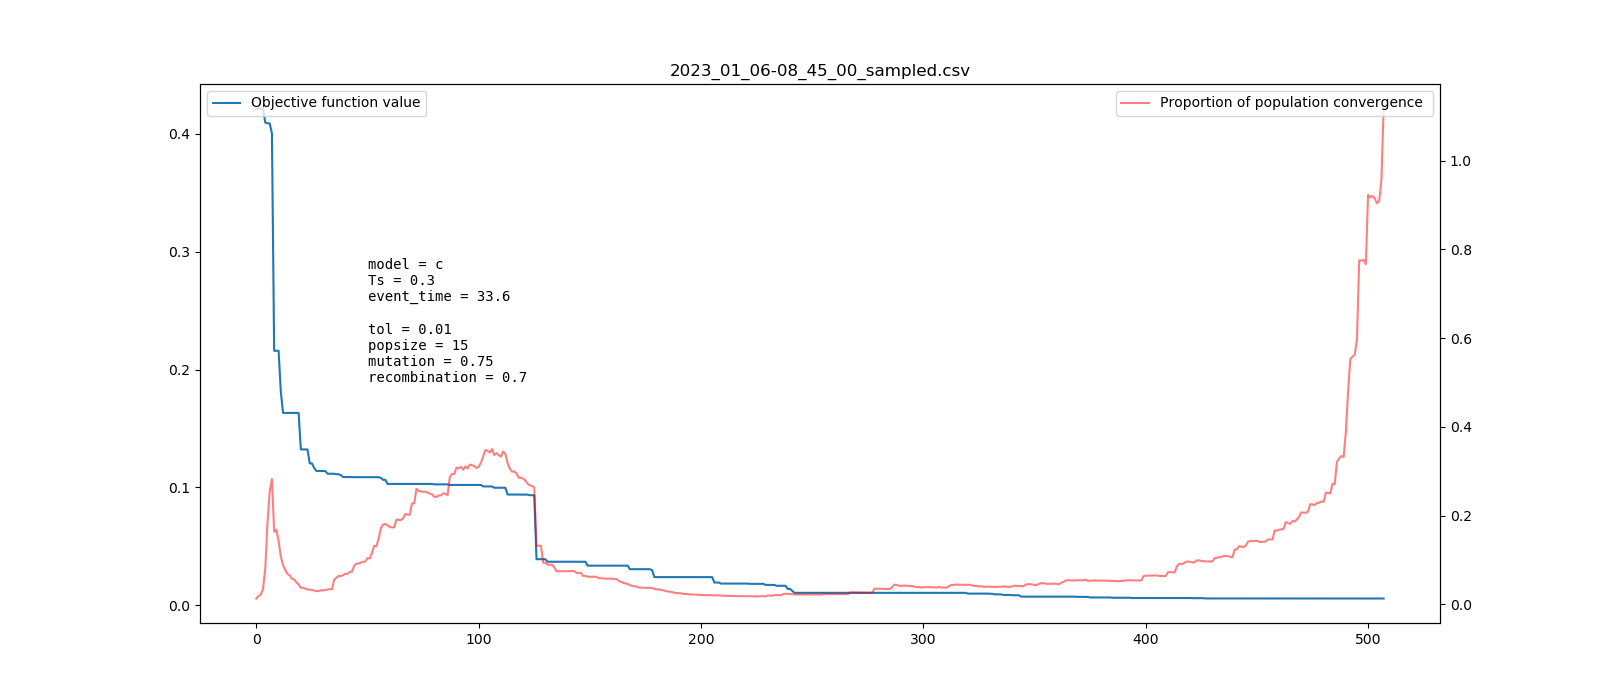 2023_01_06-08_45_00_sampled.csv
Objective function value
Proportion of population convergence
0.4
0.3
0.2
0.1
0.0
model = c
Ts = 0.3
event_time = 33.6
tol = 0.01
popsize = 15
mutation = 0.75
recombination = 0.7
1.0
0.8
0.6
0.4
0.2
0.0
0 100 200 300 400 500